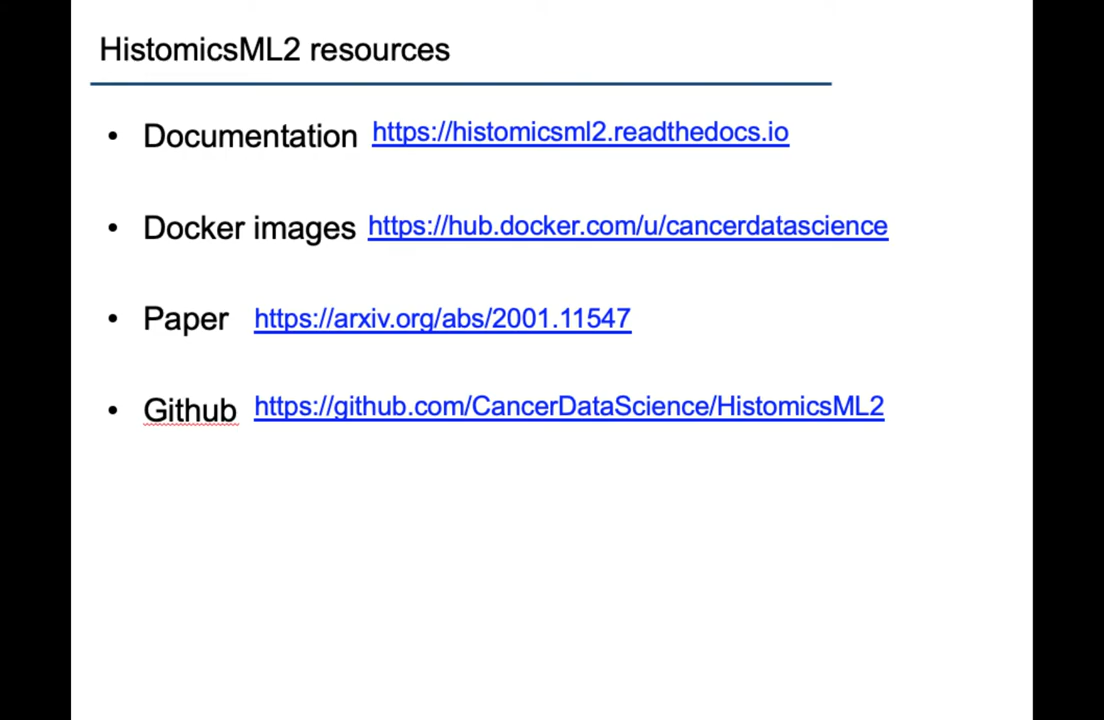 HistomicsML2 resources
• Documentation https://histomicsml2.readthedocs.io
• Docker images https://hub.docker.com/u/cancerdatascience
• Paper https://arxiv.org/abs/2001.11547
• Github https://github.com/CancerDataScience/HistomicsML2